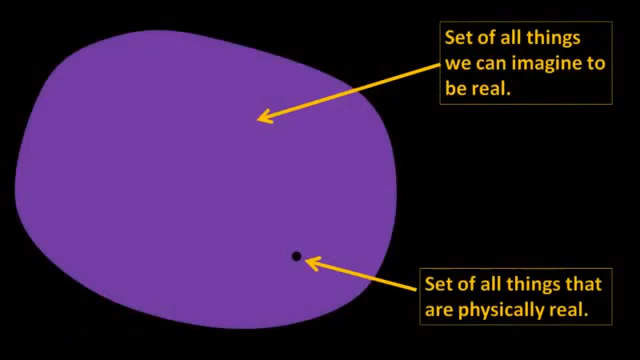 Set of all things
we can imagine to
be real.
Set of all things that
are physically real.